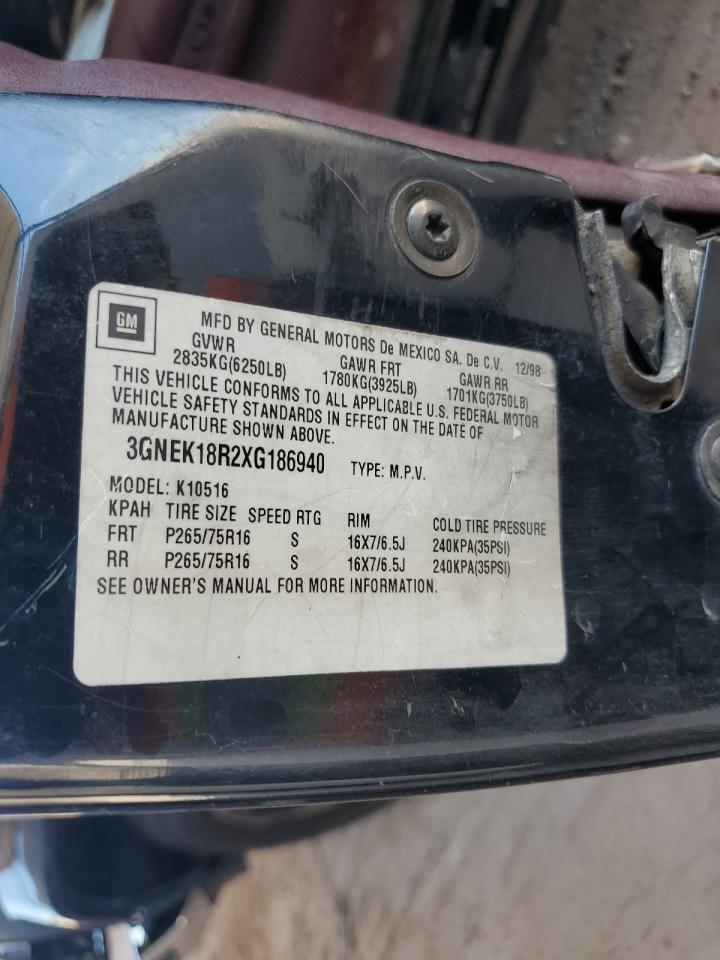 GM
MFD BY GENERAL MOTORS De MEXICO SA. De C.V. 12/98
GVWR GAWR FRT GAWR RR
2835KG(6250LB) 1780KG(3925LB) 1701KG(3750LB)
THIS VEHICLE CONFORMS TO ALL APPLICABLE U.S. FEDERAL MOTOR
VEHICLE SAFETY STANDARDS IN EFFECT ON THE DATE OF
MANUFACTURE SHOWN ABOVE.
3GNEK18R2XG186940 TYPE: M.P.V.
MODEL: K10516
KPAH TIRE SIZE SPEED RTG RIM COLD TIRE PRESSURE
FRT P265/75R16 S 16X7/6.5J 240KPA(35PSI)
RR P265/75R16 S 16X7/6.5J 240KPA(35PSI)
SEE OWNER'S MANUAL FOR MORE INFORMATION.